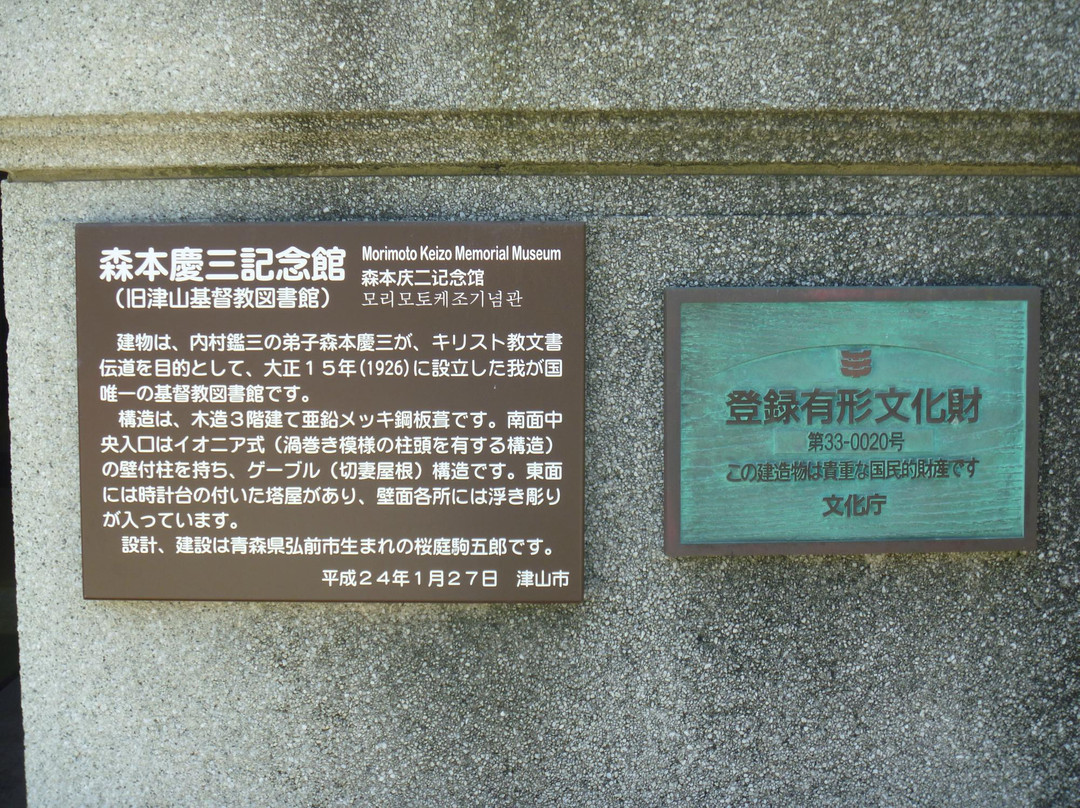 森本慶三記念館
（旧津山基督教図書館）
Morimoto Keizo Memorial Museum
森本庆二记念馆
모리모토케조기념관
建物は、内村鑑三の弟子森本慶三が、キリスト教文書
伝道を目的として、大正１５年(1926)に設立した我が国
唯一の基督教図書館です。
構造は、木造３階建て亜鉛メッキ鋼板葺です。南面中
央入口はイオニア式（渦巻き模様の柱頭を有する構造）
の壁付柱を持ち、ゲーブル（切妻屋根）構造です。東面
には時計台の付いた塔屋があり、壁面各所には浮き彫り
が入っています。
設計、建設は青森県弘前市生まれの桜庭駒五郎です。
平成２４年１月２７日　津山市
登録有形文化財
第33-0020号
この建造物は貴重な国民的財産です
文化庁